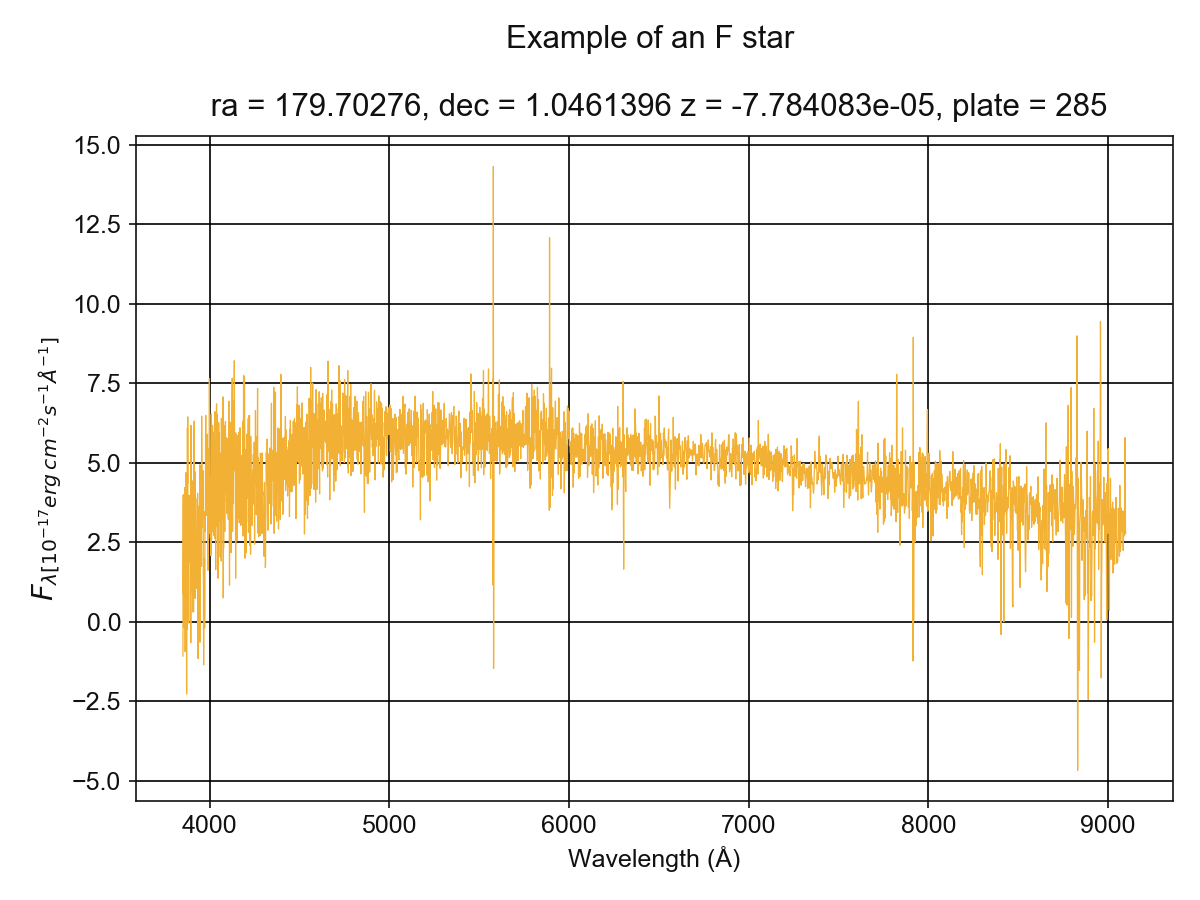 Example of an F star
ra = 179.70276, dec = 1.0461396 z = -7.784083e-05, plate = 285
15.0
12.5
10.0
7.5
5.0
2.5
0.0
−2.5
−5.0
F_{λ[10^{−17}erg cm^{−2}s^{−1}Å^{−1}]}
4000 5000 6000 7000 8000 9000
Wavelength (Å)